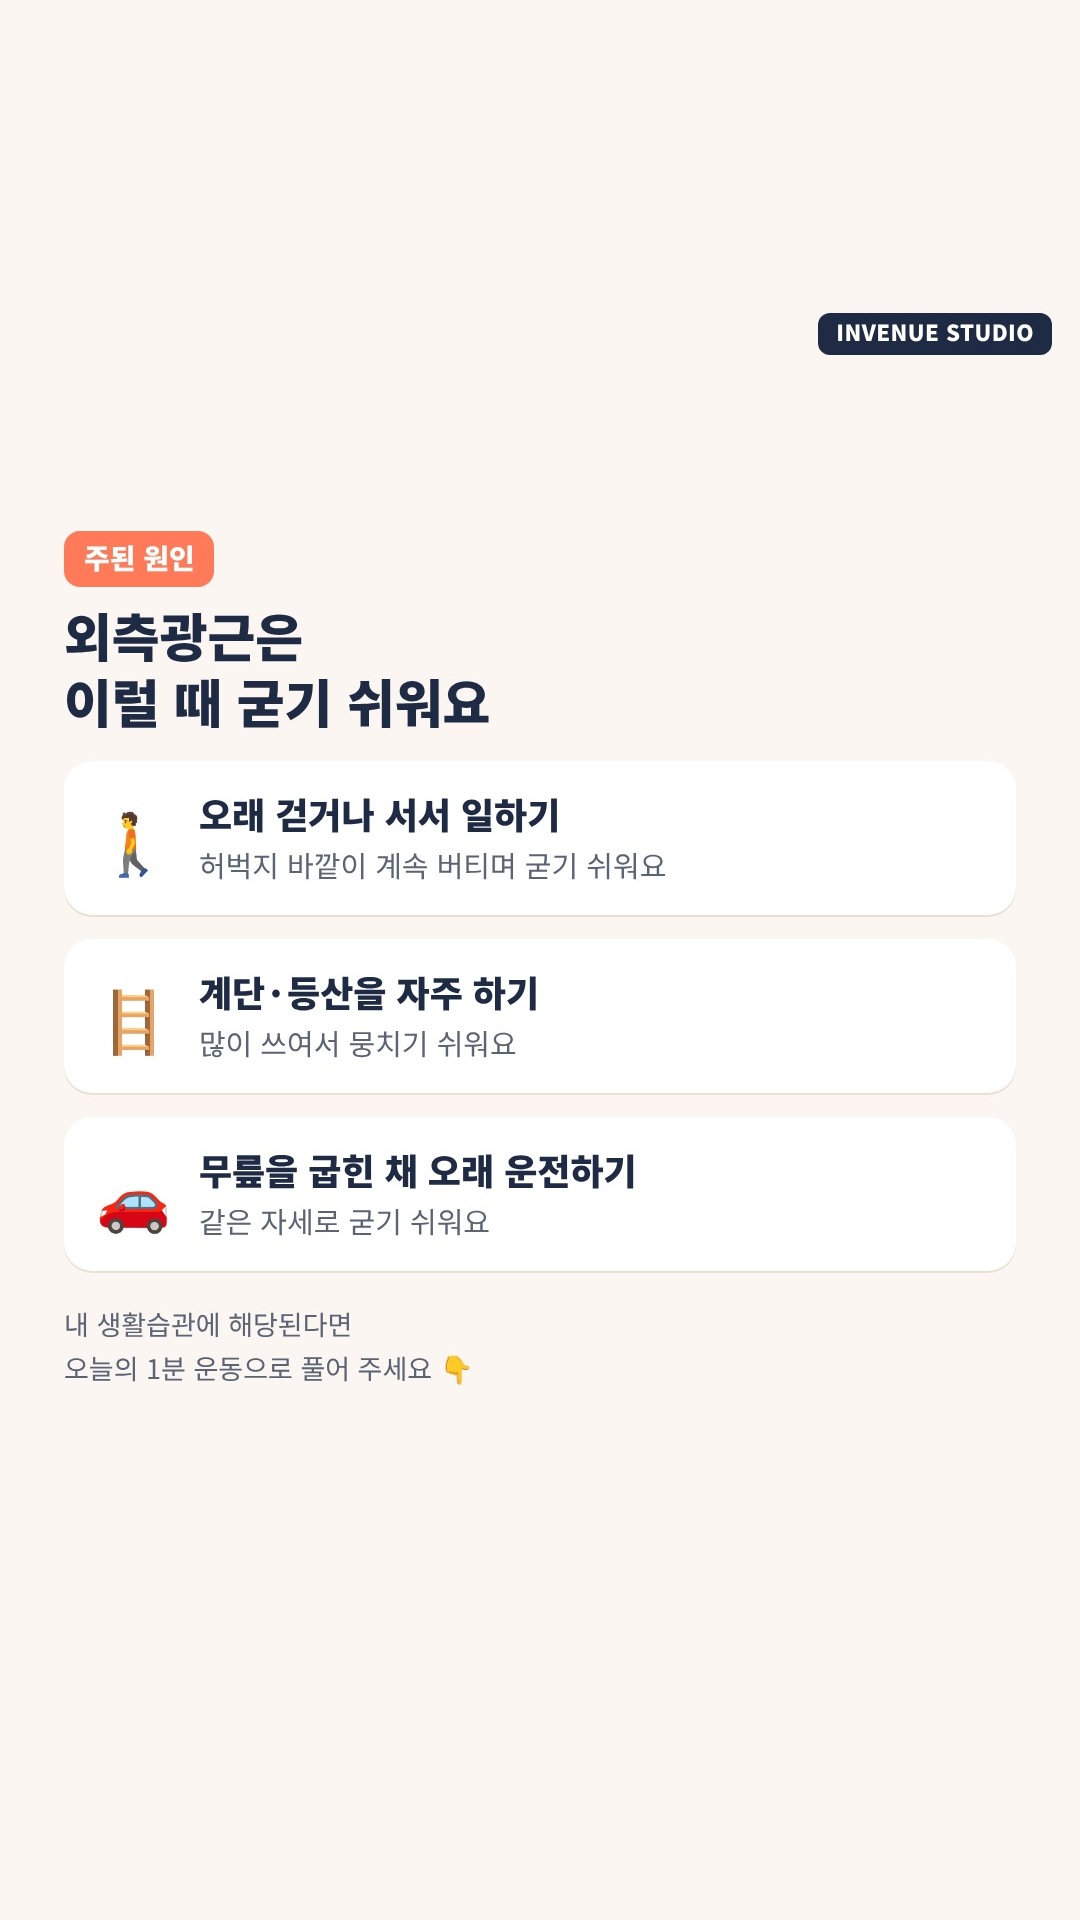 INVENUE STUDIO
주된 원인
외측광근은
이럴 때 굳기 쉬워요
오래 걷거나 서서 일하기
허벅지 바깥이 계속 버티며 굳기 쉬워요
계단·등산을 자주 하기
많이 쓰여서 뭉치기 쉬워요
무릎을 굽힌 채 오래 운전하기
같은 자세로 굳기 쉬워요
내 생활습관에 해당된다면
오늘의 1분 운동으로 풀어 주세요 👇